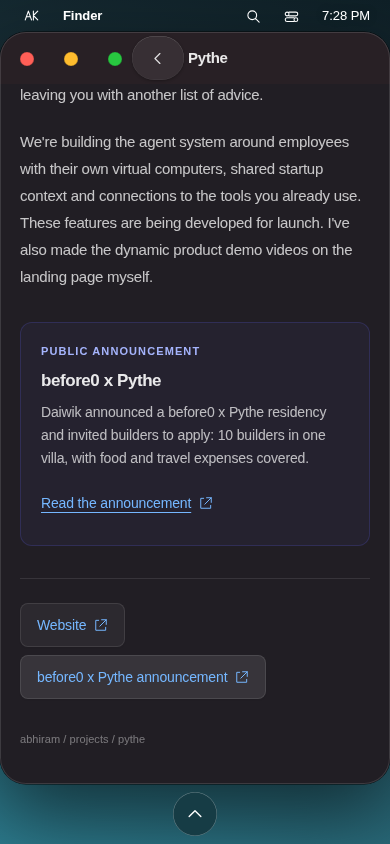 AK Finder 7:28 PM
Pythe
leaving you with another list of advice.
We're building the agent system around employees
with their own virtual computers, shared startup
context and connections to the tools you already use.
These features are being developed for launch. I've
also made the dynamic product demo videos on the
landing page myself.
PUBLIC ANNOUNCEMENT
before0 x Pythe
Daiwik announced a before0 x Pythe residency
and invited builders to apply: 10 builders in one
villa, with food and travel expenses covered.
Read the announcement
Website
before0 x Pythe announcement
abhiram / projects / pythe